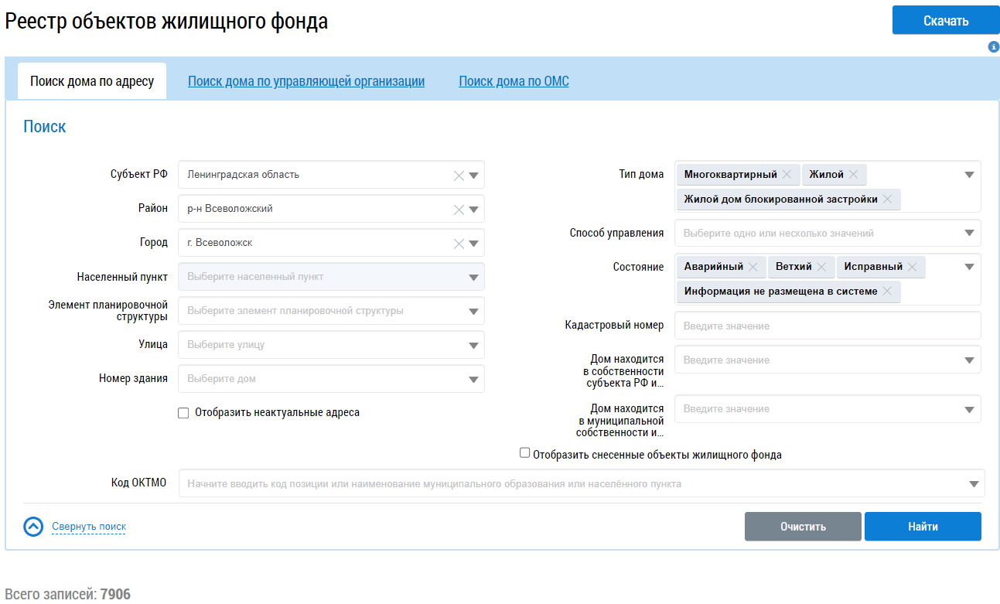 Реестр объектов жилищного фонда
Скачать
Поиск дома по адресу
Поиск дома по управляющей организации
Поиск дома по ОМС
Поиск
Субъект РФ
Ленинградская область
Район
р-н Всеволожский
Город
г. Всеволожск
Населенный пункт
Выберите населенный пункт
Элемент планировочной
структуры
Выберите элемент планировочной структуры
Улица
Выберите улицу
Номер здания
Выберите дом
Отобразить неактуальные адреса
Тип дома
Многоквартирный
Жилой
Жилой дом блокированной застройки
Способ управления
Выберите одно или несколько значений
Состояние
Аварийный
Ветхий
Исправный
Информация не размещена в системе
Кадастровый номер
Введите значение
Дом находится
в собственности
субъекта РФ и...
Введите значение
Дом находится
в муниципальной
собственности и...
Введите значение
Отобразить снесенные объекты жилищного фонда
Код ОКТМО
Начните вводить код позиции или наименование муниципального образования или населённого пункта
Свернуть поиск
Очистить
Найти
Всего записей: 7906